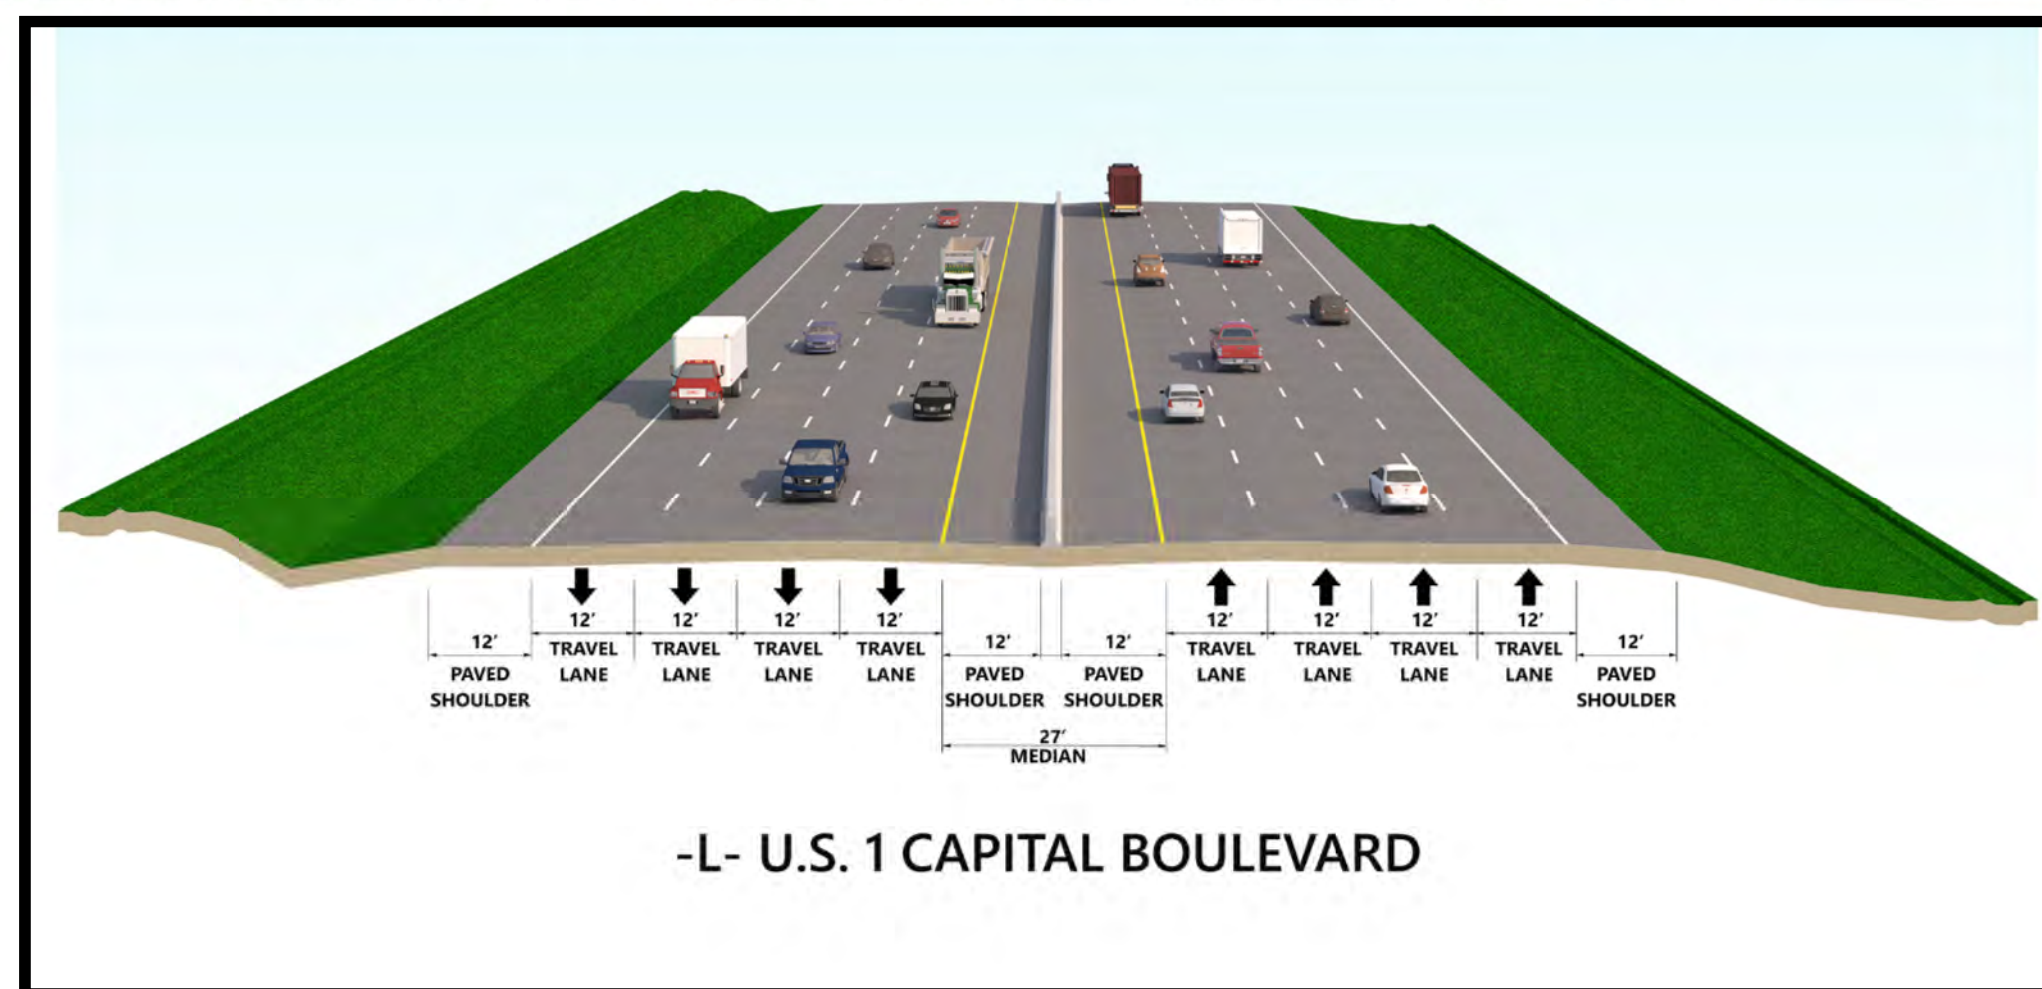 12' 12' 12' 12' 12' 12' 12' 12'
12' TRAVEL TRAVEL TRAVEL TRAVEL 12' 12' TRAVEL TRAVEL TRAVEL TRAVEL 12'
PAVED LANE LANE LANE LANE PAVED PAVED LANE LANE LANE LANE PAVED
SHOULDER SHOULDER SHOULDER SHOULDER
27'
MEDIAN
-L- U.S. 1 CAPITAL BOULEVARD